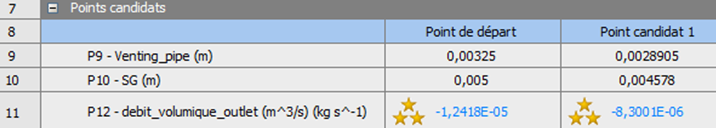 7 Points candidats
8 Point de départ Point candidat 1
9 P9 - Venting_pipe (m) 0,00325 0,0028905
10 P10 - SG (m) 0,005 0,004578
11 P12 - debit_volumique_outlet (m^3/s) (kg s^-1) -1,2418E-05 -8,3001E-06